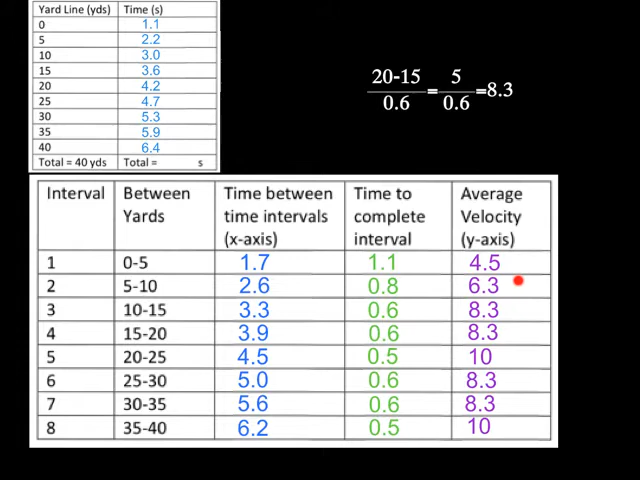 Yard Line (yds) Time (s)
0 1.1
5 2.2
10 3.0
15 3.6
20 4.2
25 4.7
30 5.3
35 5.9
40 6.4
Total = 40 yds Total = s
20-15
0.6
=
5
0.6
=8.3
Interval Between Yards Time between time intervals (x-axis) Time to complete interval Average Velocity (y-axis)
1 0-5 1.7 1.1 4.5
2 5-10 2.6 0.8 6.3
3 10-15 3.3 0.6 8.3
4 15-20 3.9 0.6 8.3
5 20-25 4.5 0.5 10
6 25-30 5.0 0.6 8.3
7 30-35 5.6 0.6 8.3
8 35-40 6.2 0.5 10